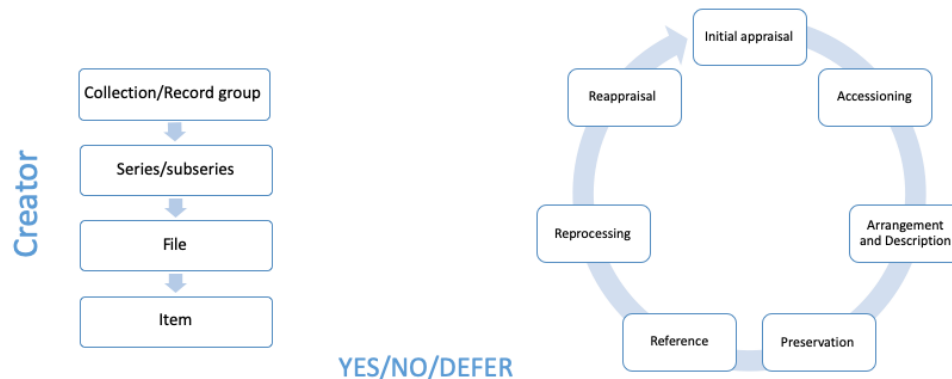 Creator
Collection/Record group
Series/subseries
File
Item
YES/NO/DEFER
Initial appraisal
Accessioning
Arrangement
and Description
Preservation
Reference
Reprocessing
Reappraisal